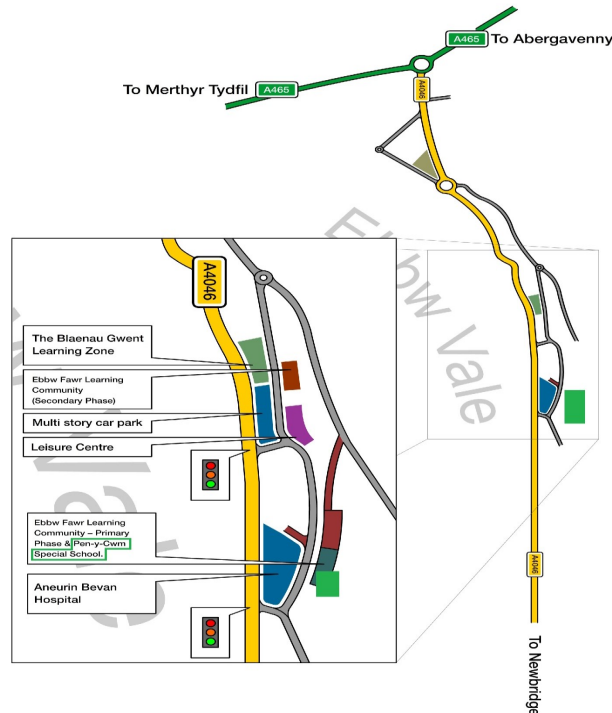 A465
To Abergavenny
To Merthyr Tydfil
A465
A4046
Ebbw Vale
A4046
The Blaenau Gwent
Learning Zone
Ebbw Fawr Learning
Community
(Secondary Phase)
Multi story car park
Leisure Centre
Ebbw Fawr Learning
Community – Primary
Phase & Pen-y-Cwm
Special School.
Aneurin Bevan
Hospital
w Vale
A4046
To Newbridge